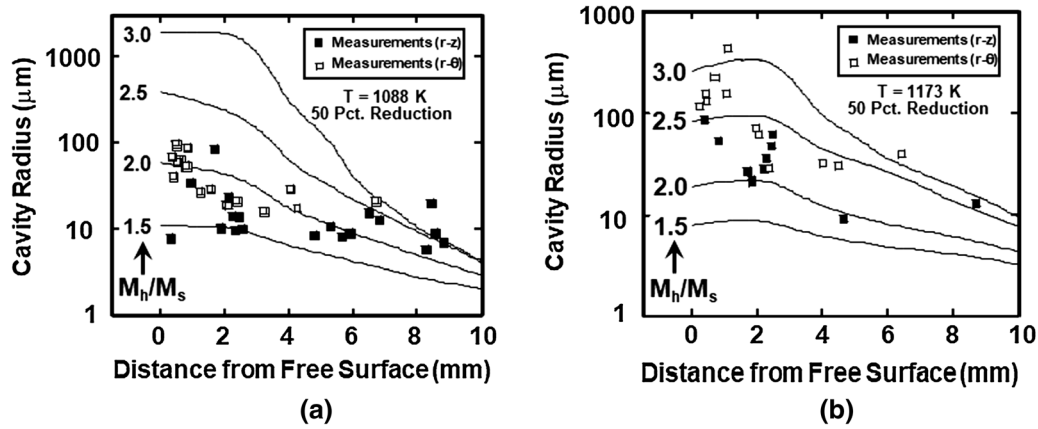 Cavity Radius (μm)
1000
100
10
1
3.0
2.5
2.0
1.5
Mh/Ms
Measurements (r-z)
Measurements (r-θ)
T = 1088 K
50 Pct. Reduction
0 2 4 6 8 10
Distance from Free Surface (mm)
(a)
Cavity Radius (μm)
1000
100
10
1
3.0
2.5
2.0
1.5
Mh/Ms
Measurements (r-z)
Measurements (r-θ)
T = 1173 K
50 Pct. Reduction
0 2 4 6 8 10
Distance from Free Surface (mm)
(b)